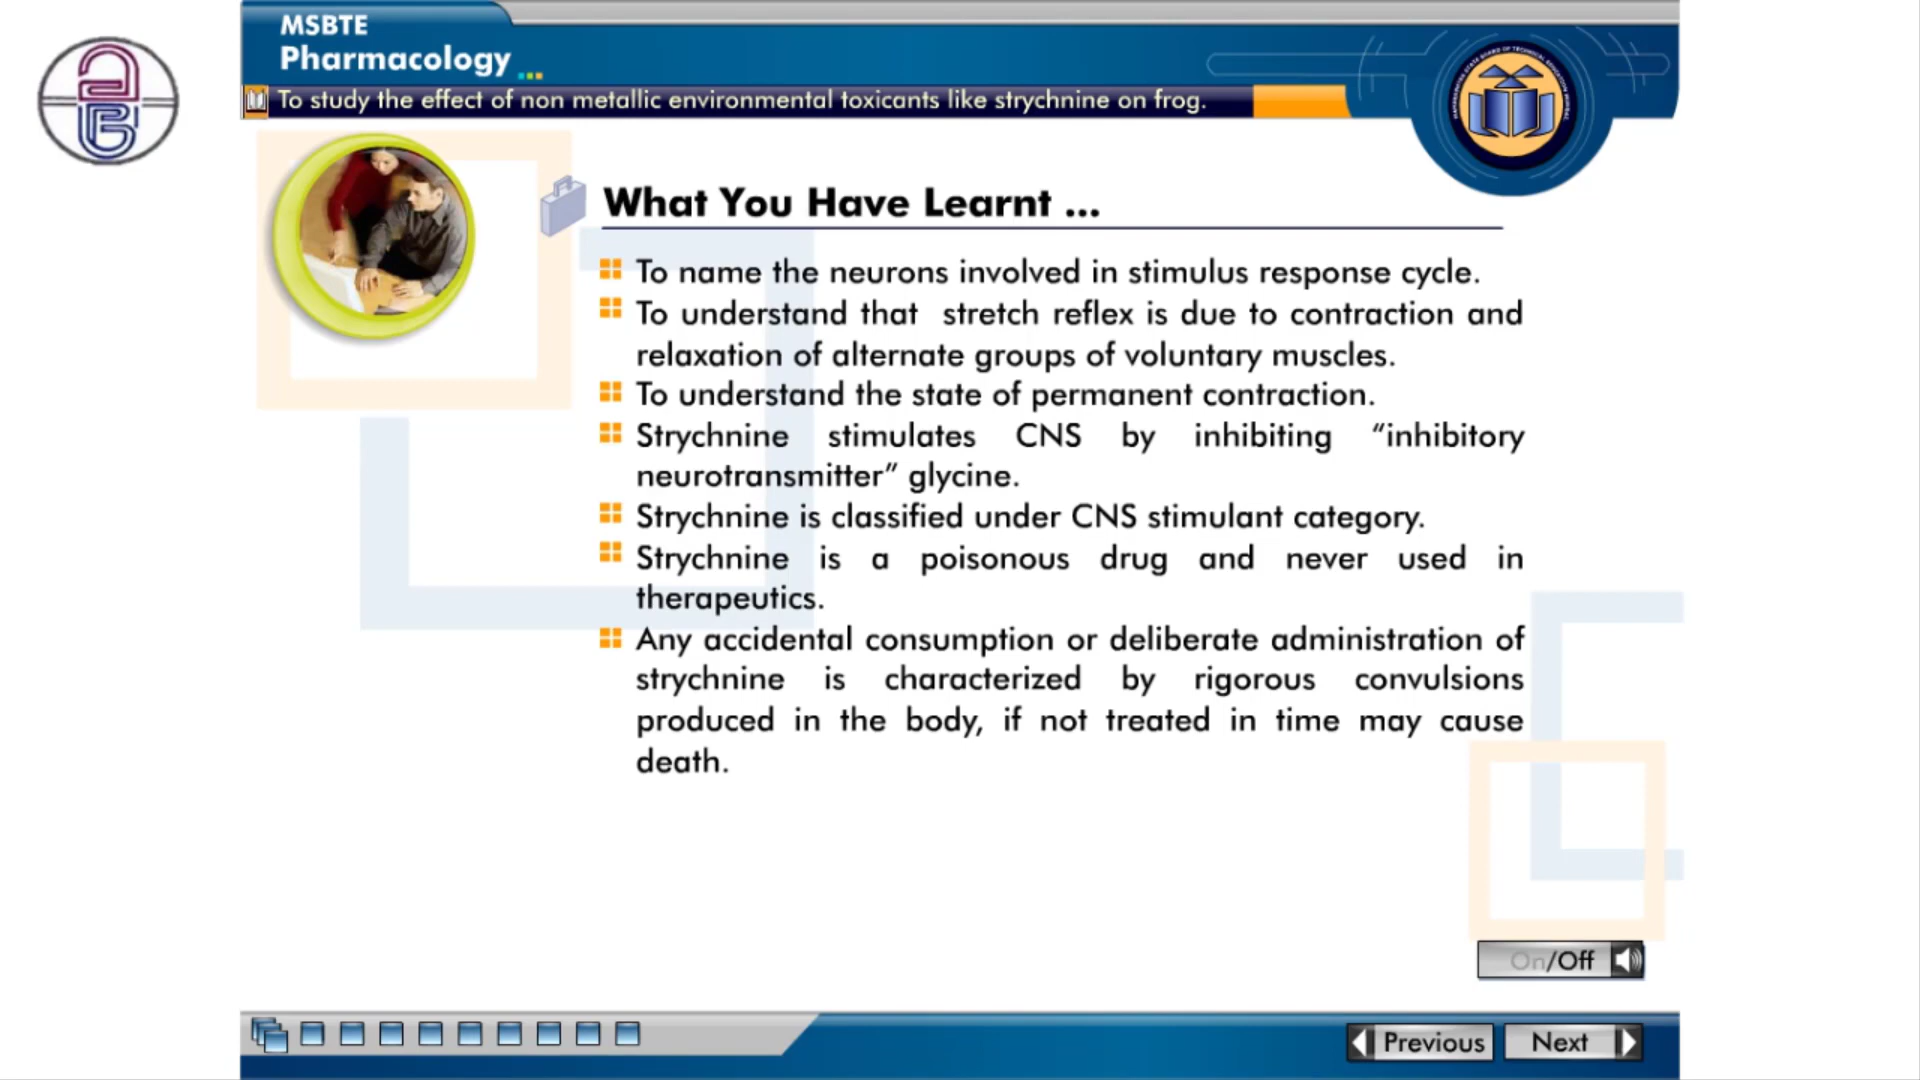 MSBTE
Pharmacology
To study the effect of non metallic environmental toxicants like strychnine on frog.
What You Have Learnt ...
To name the neurons involved in stimulus response cycle.
To understand that stretch reflex is due to contraction and
relaxation of alternate groups of voluntary muscles.
To understand the state of permanent contraction.
Strychnine stimulates CNS by inhibiting “inhibitory
neurotransmitter” glycine.
Strychnine is classified under CNS stimulant category.
Strychnine is a poisonous drug and never used in
therapeutics.
Any accidental consumption or deliberate administration of
strychnine is characterized by rigorous convulsions
produced in the body, if not treated in time may cause
death.
On/Off
Previous
Next